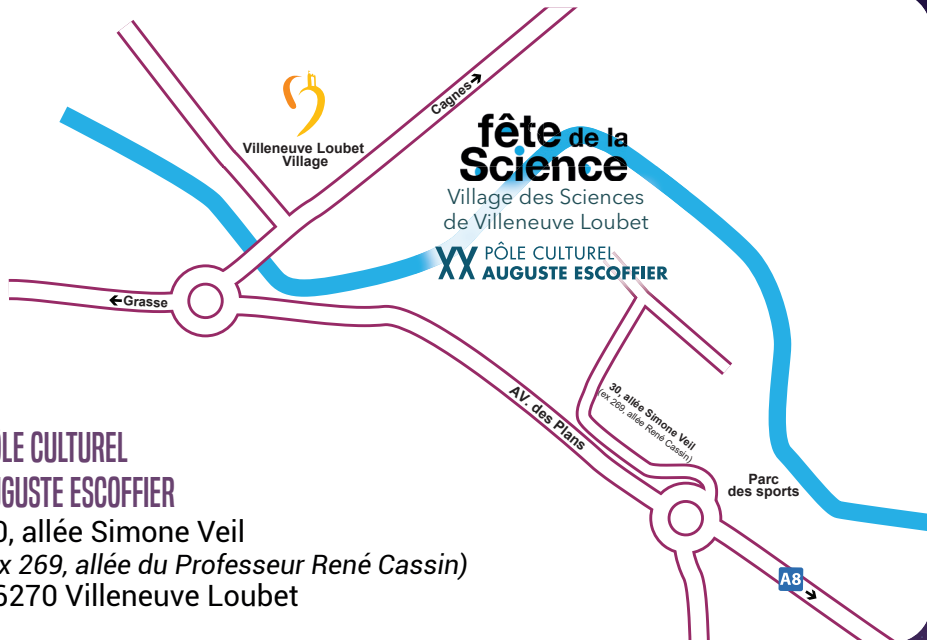 Cagnes
Villeneuve Loubet
Village
fête de la
Science
Village des Sciences
de Villeneuve Loubet
XX PÔLE CULTUREL
AUGUSTE ESCOFFIER
Grasse
AV. des Plans
30, allée Simone Veil
(ex 269, allée René Cassin)
Parc
des sports
A8
ÔLE CULTUREL
UGUSTE ESCOFFIER
0, allée Simone Veil
x 269, allée du Professeur René Cassin)
6270 Villeneuve Loubet